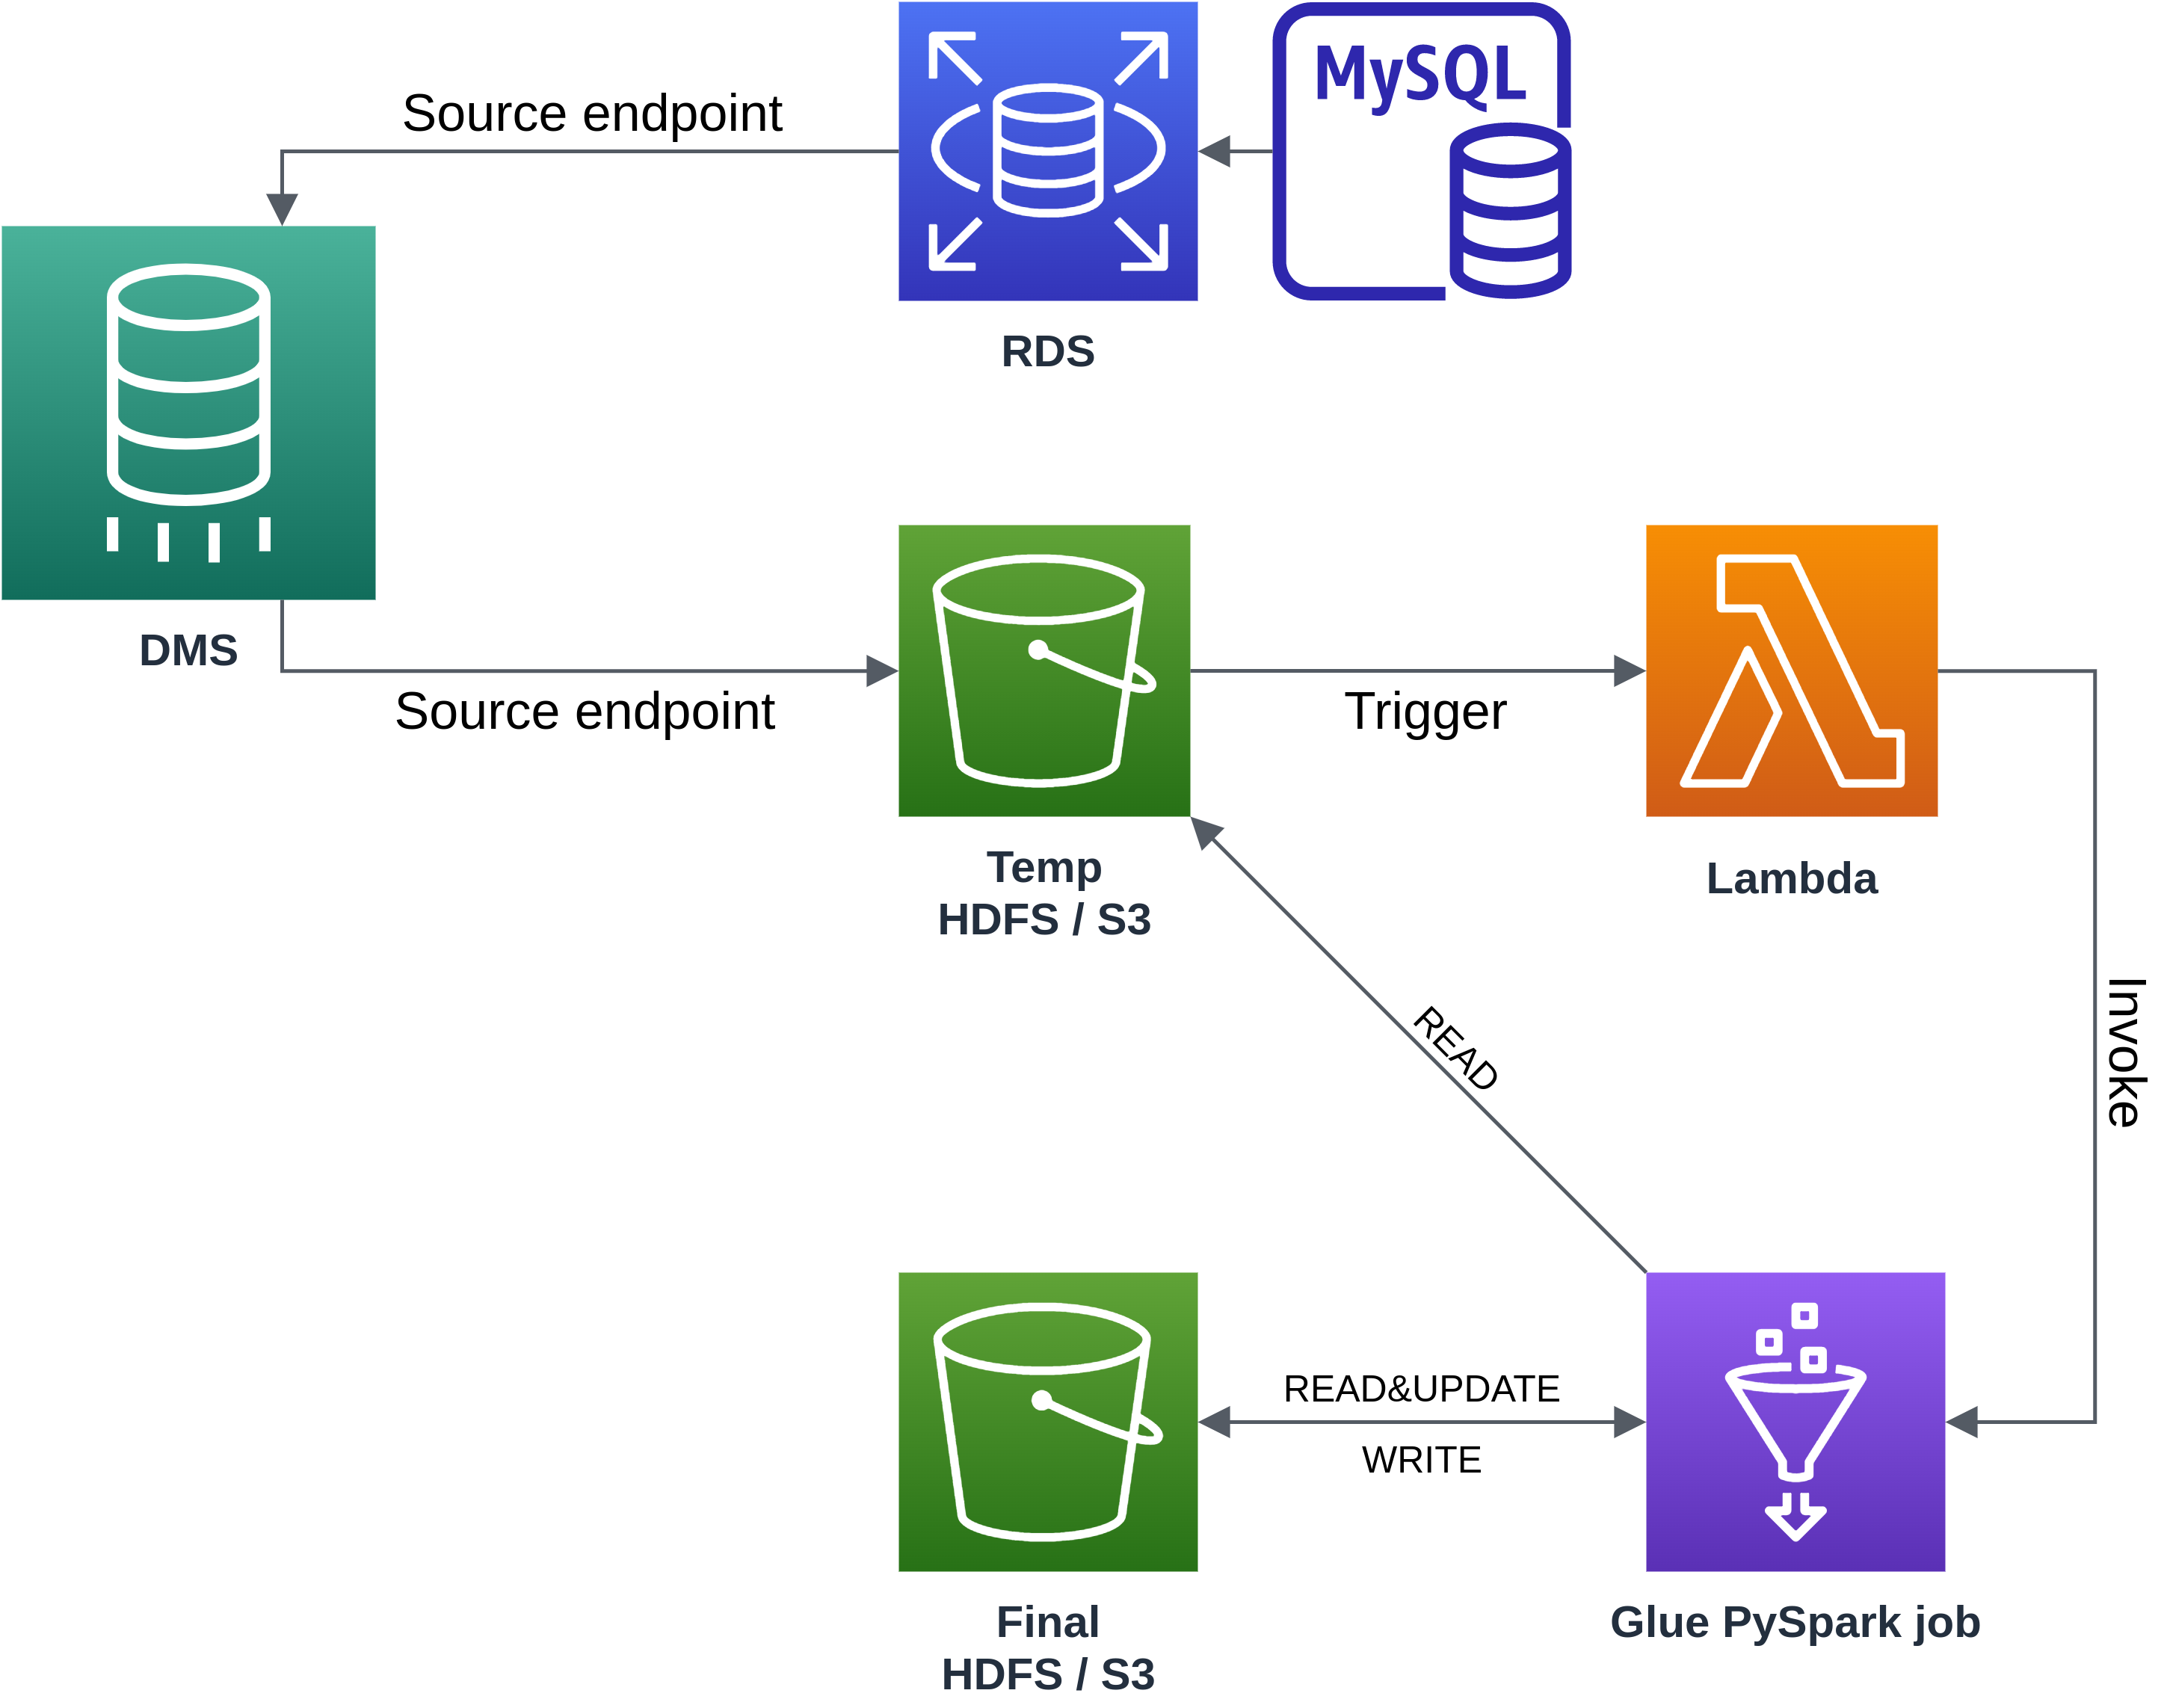 MySQL
Source endpoint
RDS
DMS
Source endpoint
Trigger
Temp
HDFS / S3
Lambda
READ
Invoke
READ&UPDATE
WRITE
Final
HDFS / S3
Glue PySpark job